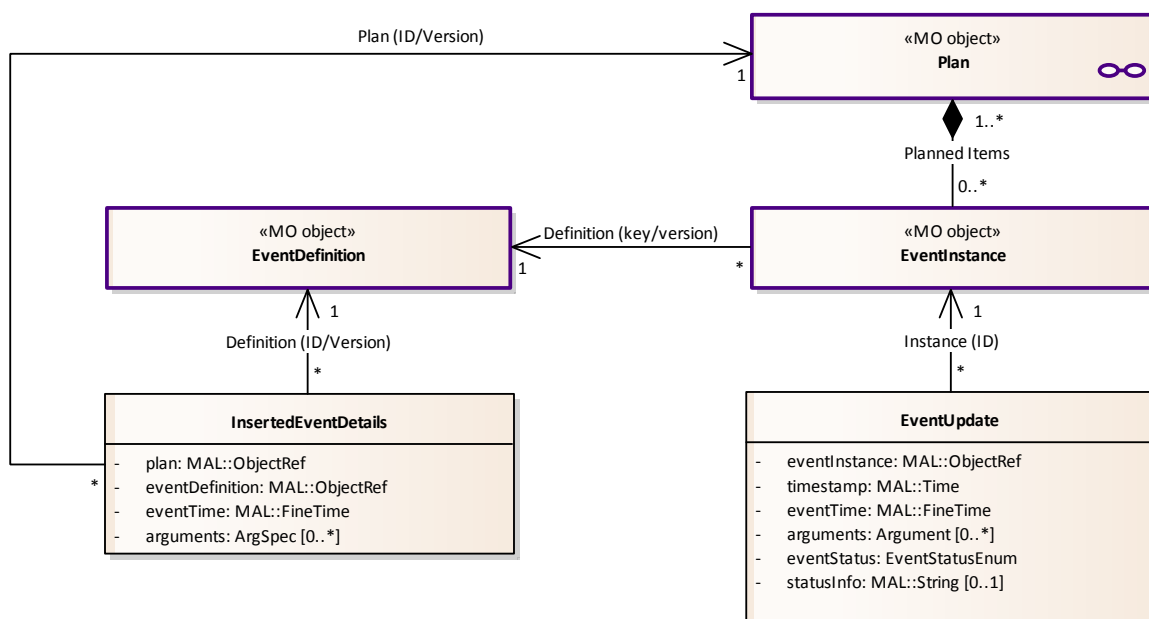 Plan (ID/Version)
1
«MO object»
Plan
1..*
Planned Items
0..*
«MO object»
EventDefinition
Definition (key/version)
1
*
«MO object»
EventInstance
1
Definition (ID/Version)
*
1
Instance (ID)
*
InsertedEventDetails
- plan: MAL::ObjectRef
- eventDefinition: MAL::ObjectRef
- eventTime: MAL::FineTime
- arguments: ArgSpec [0..*]
*
EventUpdate
- eventInstance: MAL::ObjectRef
- timestamp: MAL::Time
- eventTime: MAL::FineTime
- arguments: Argument [0..*]
- eventStatus: EventStatusEnum
- statusInfo: MAL::String [0..1]